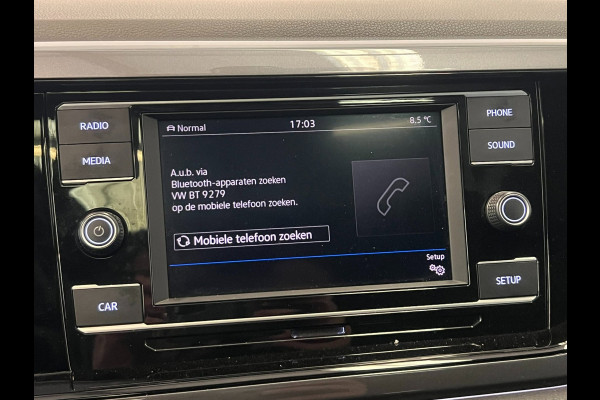 RADIO
MEDIA
CAR
Normal 17:03 8,5 °C
A.u.b. via
Bluetooth-apparaten zoeken
VW BT 9279
op de mobiele telefoon zoeken.
Mobiele telefoon zoeken
Setup
PHONE
SOUND
SETUP